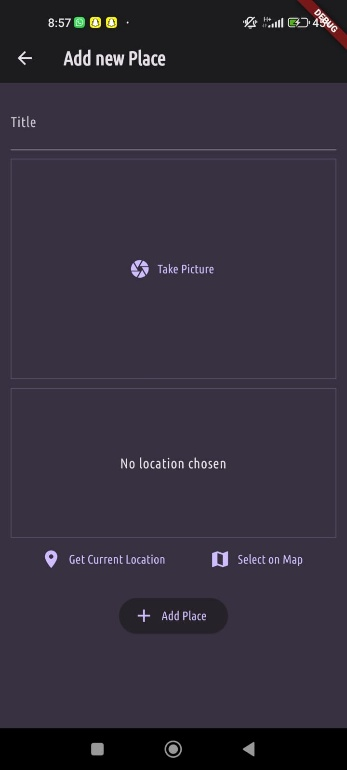 8:57
DEBUG
Add new Place
Title
Take Picture
No location chosen
Get Current Location
Select on Map
Add Place